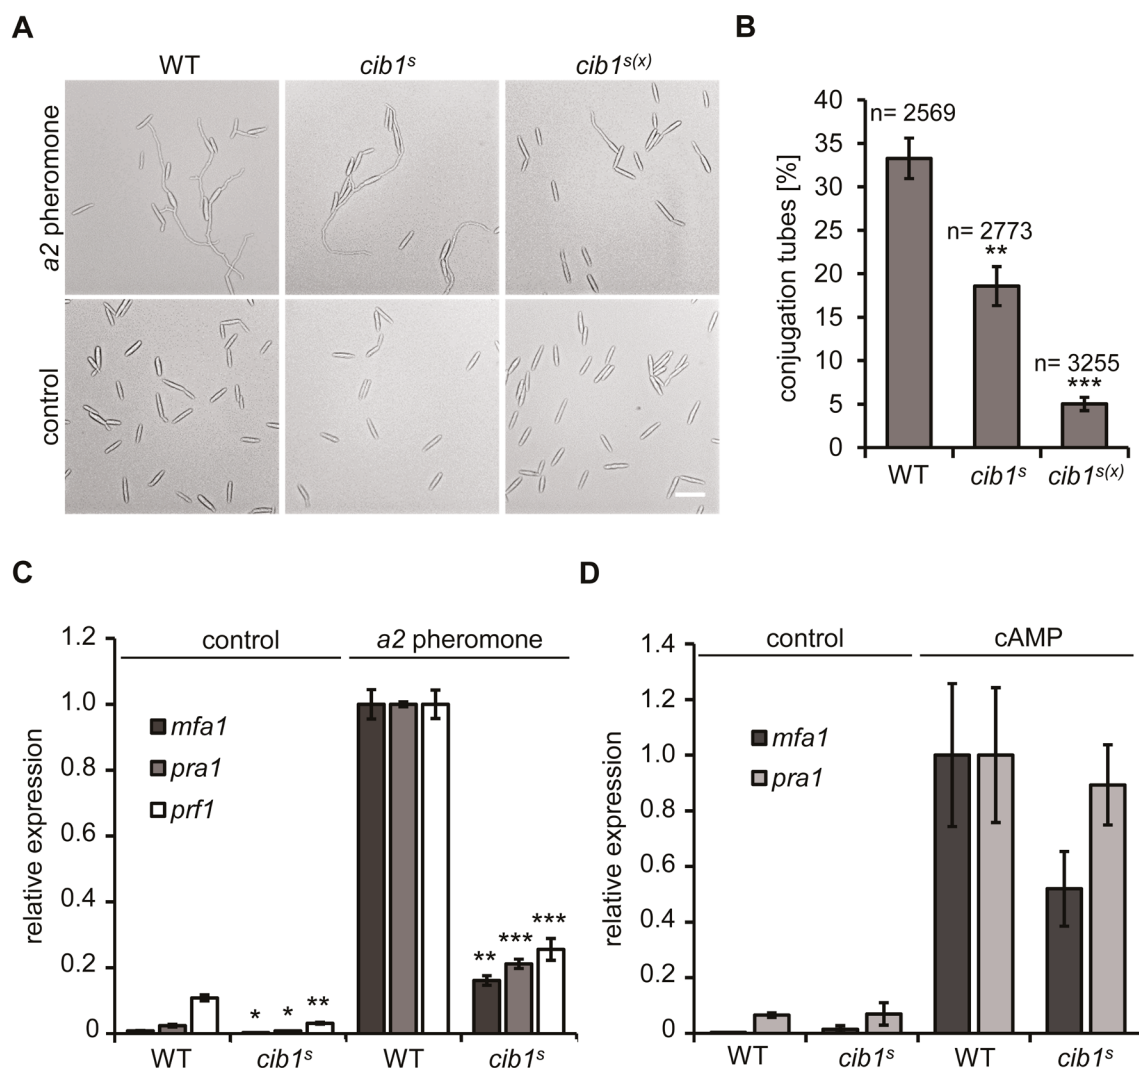 A
WT cib1ˢ cib1ˢ⁽ˣ⁾
a2 pheromone
control
B
conjugation tubes [%]
40
35
30
25
20
15
10
5
0
n= 2569
n= 2773
**
n= 3255
***
WT cib1ˢ cib1ˢ⁽ˣ⁾
C
relative expression
1.2
1.0
0.8
0.6
0.4
0.2
0
control a2 pheromone
mfa1
pra1
prf1
* * ** ** *** ***
WT cib1ˢ WT cib1ˢ
D
relative expression
1.4
1.2
1.0
0.8
0.6
0.4
0.2
0
control cAMP
mfa1
pra1
WT cib1ˢ WT cib1ˢ